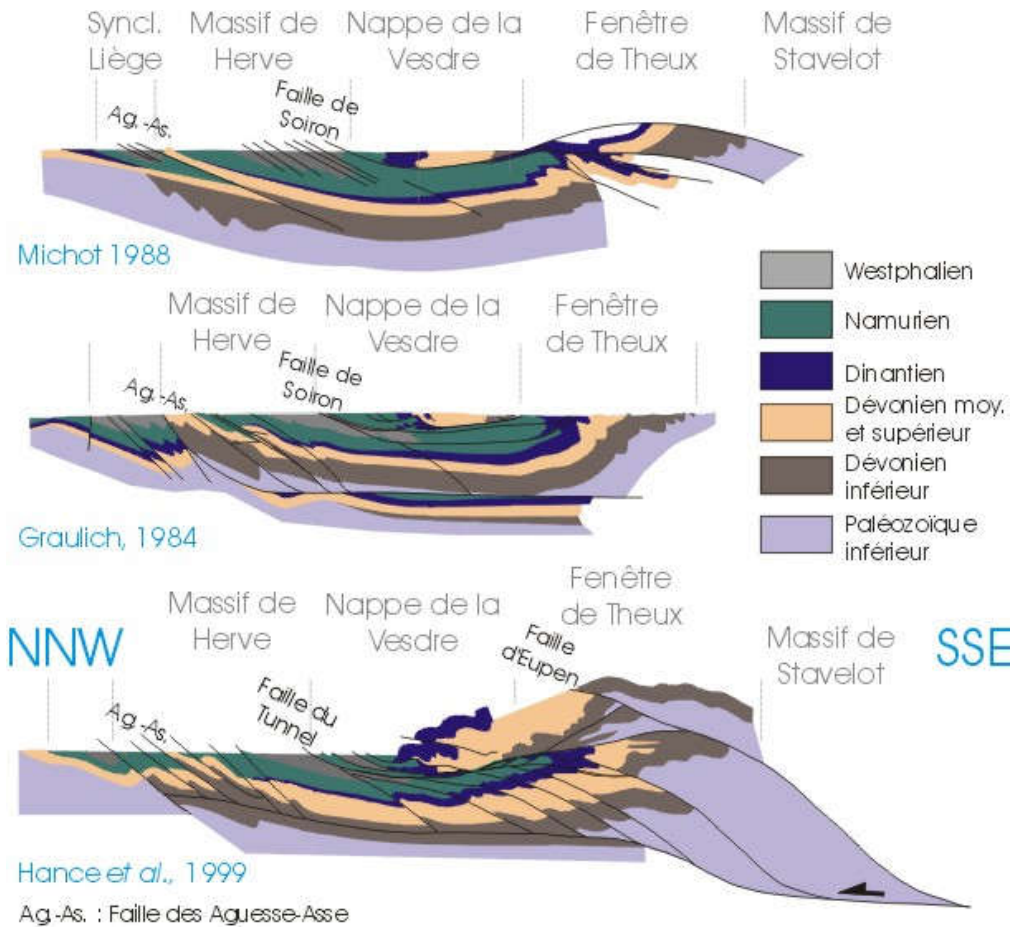 Syncl. Liège
Massif de Herve
Nappe de la Vesdre
Fenêtre de Theux
Massif de Stavelot
Ag.-As.
Faille de Soiron
Michot 1988
Massif de Herve
Nappe de la Vesdre
Fenêtre de Theux
Ag.-As.
Faille de Soiron
Graulich, 1984
Westphalien
Namurien
Dinantien
Dévonien moy.
et supérieur
Dévonien
inférieur
Paléozoïque
inférieur
NNW
Massif de Herve
Nappe de la Vesdre
Fenêtre de Theux
Massif de Stavelot
SSE
Ag.-As.
Faille du Tunnel
Faille d'Eupen
Hance et al., 1999
Ag.-As. : Faille des Aguesse-Asse